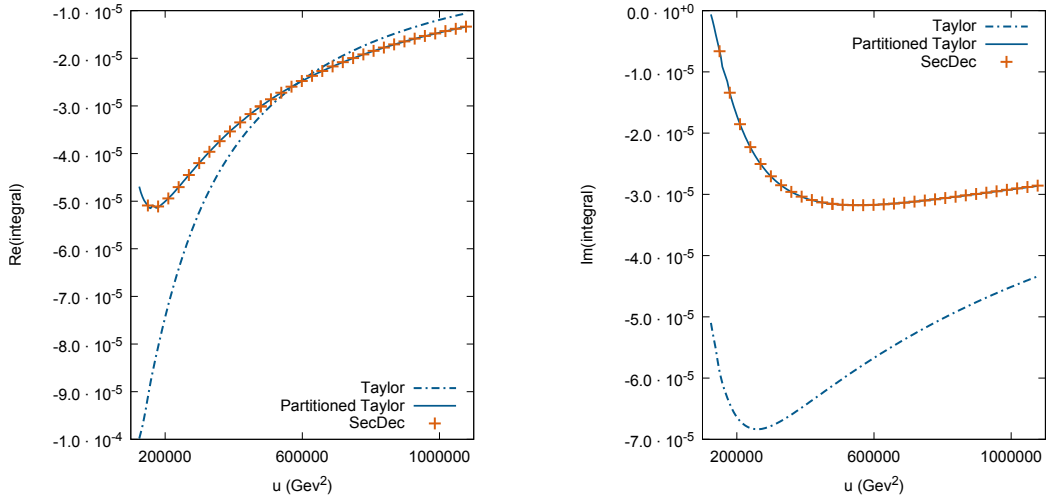 -1.0 · 10^-5
-2.0 · 10^-5
-3.0 · 10^-5
-4.0 · 10^-5
-5.0 · 10^-5
-6.0 · 10^-5
-7.0 · 10^-5
-8.0 · 10^-5
-9.0 · 10^-5
-1.0 · 10^-4
Re(integral)
Taylor
Partitioned Taylor
SecDec
200000 600000 1000000
u (Gev²)
0.0 · 10^+0
-1.0 · 10^-5
-2.0 · 10^-5
-3.0 · 10^-5
-4.0 · 10^-5
-5.0 · 10^-5
-6.0 · 10^-5
-7.0 · 10^-5
Im(integral)
Taylor
Partitioned Taylor
SecDec
200000 600000 1000000
u (Gev²)